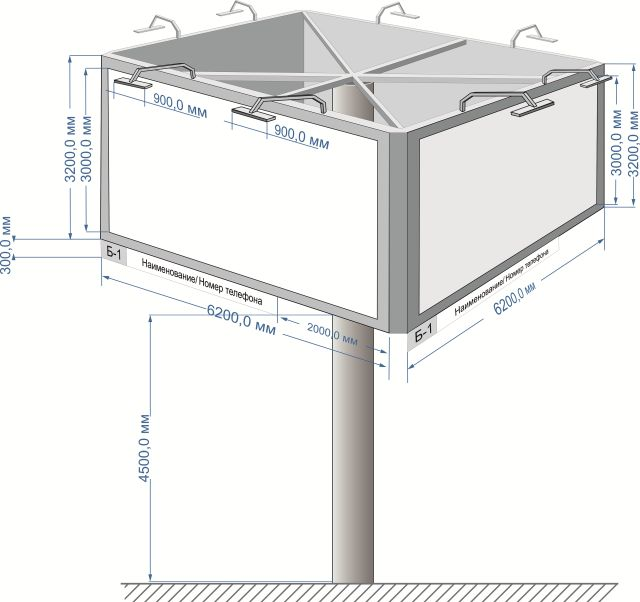 900,0 мм
900,0 мм
3200,0 мм
3000,0 мм
3000,0 мм
3200,0 мм
300,0 мм
Б-1
Наименование/ Номер телефона
6200,0 мм
2000,0 мм
Б-1
Наименование/ Номер телефона
6200,0 мм
4500,0 мм